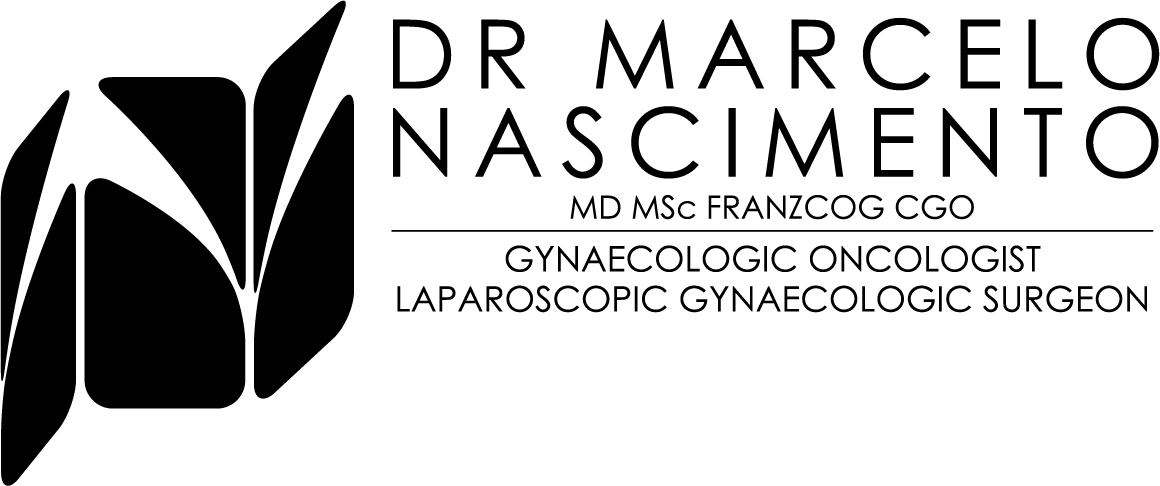 DR MARCELO
NASCIMENTO
MD MSc FRANZCOG CGO
GYNAECOLOGIC ONCOLOGIST
LAPAROSCOPIC GYNAECOLOGIC SURGEON